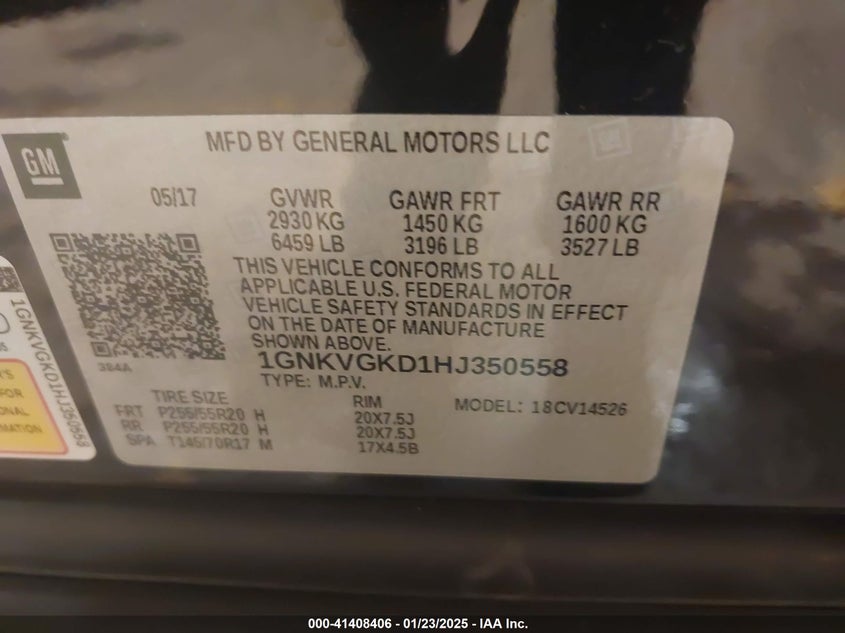 GM
MFD BY GENERAL MOTORS LLC
05/17 GVWR GAWR FRT GAWR RR
2930 KG 1450 KG 1600 KG
6459 LB 3196 LB 3527 LB
THIS VEHICLE CONFORMS TO ALL
APPLICABLE U.S. FEDERAL MOTOR
VEHICLE SAFETY STANDARDS IN EFFECT
ON THE DATE OF MANUFACTURE
SHOWN ABOVE.
384A
1GNKVGKD1HJ350558
TYPE: M.P.V.
TIRE SIZE RIM MODEL: 18CV14526
FRT P255/55R20 H 20X7.5J
RR P255/55R20 H 20X7.5J
SPA T145/70R17 M 17X4.5B
1GNKVGKD1HJ350558
FOR
000-41408406 - 01/23/2025 - IAA Inc.